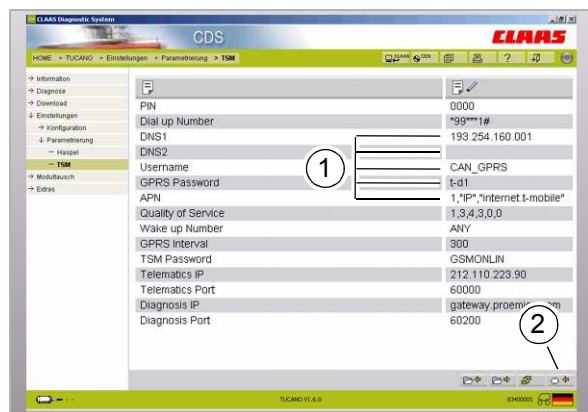 CLAAS Diagnostic System
CDS
CLAAS
HOME → TUCANO → Einstellungen → Parametrierung > TSM
CLAAS CDS ?
→ Information
→ Diagnose
→ Download
↓ Einstellungen
→ Konfiguration
↓ Parametrierung
─ Haspel
─ TSM
→ Modultausch
→ Extras
PIN 0000
Dial up Number *99***1#
DNS1 193.254.160.001
DNS2
Username CAN_GPRS
GPRS Password t-d1
APN 1,"IP","internet.t-mobile"
Quality of Service 1,3,4,3,0,0
Wake up Number ANY
GPRS Interval 300
TSM Password GSMONLIN
Telematics IP 212.110.223.90
Telematics Port 60000
Diagnosis IP
Diagnosis Port 60200
1
2
TUCANO V1.6.0